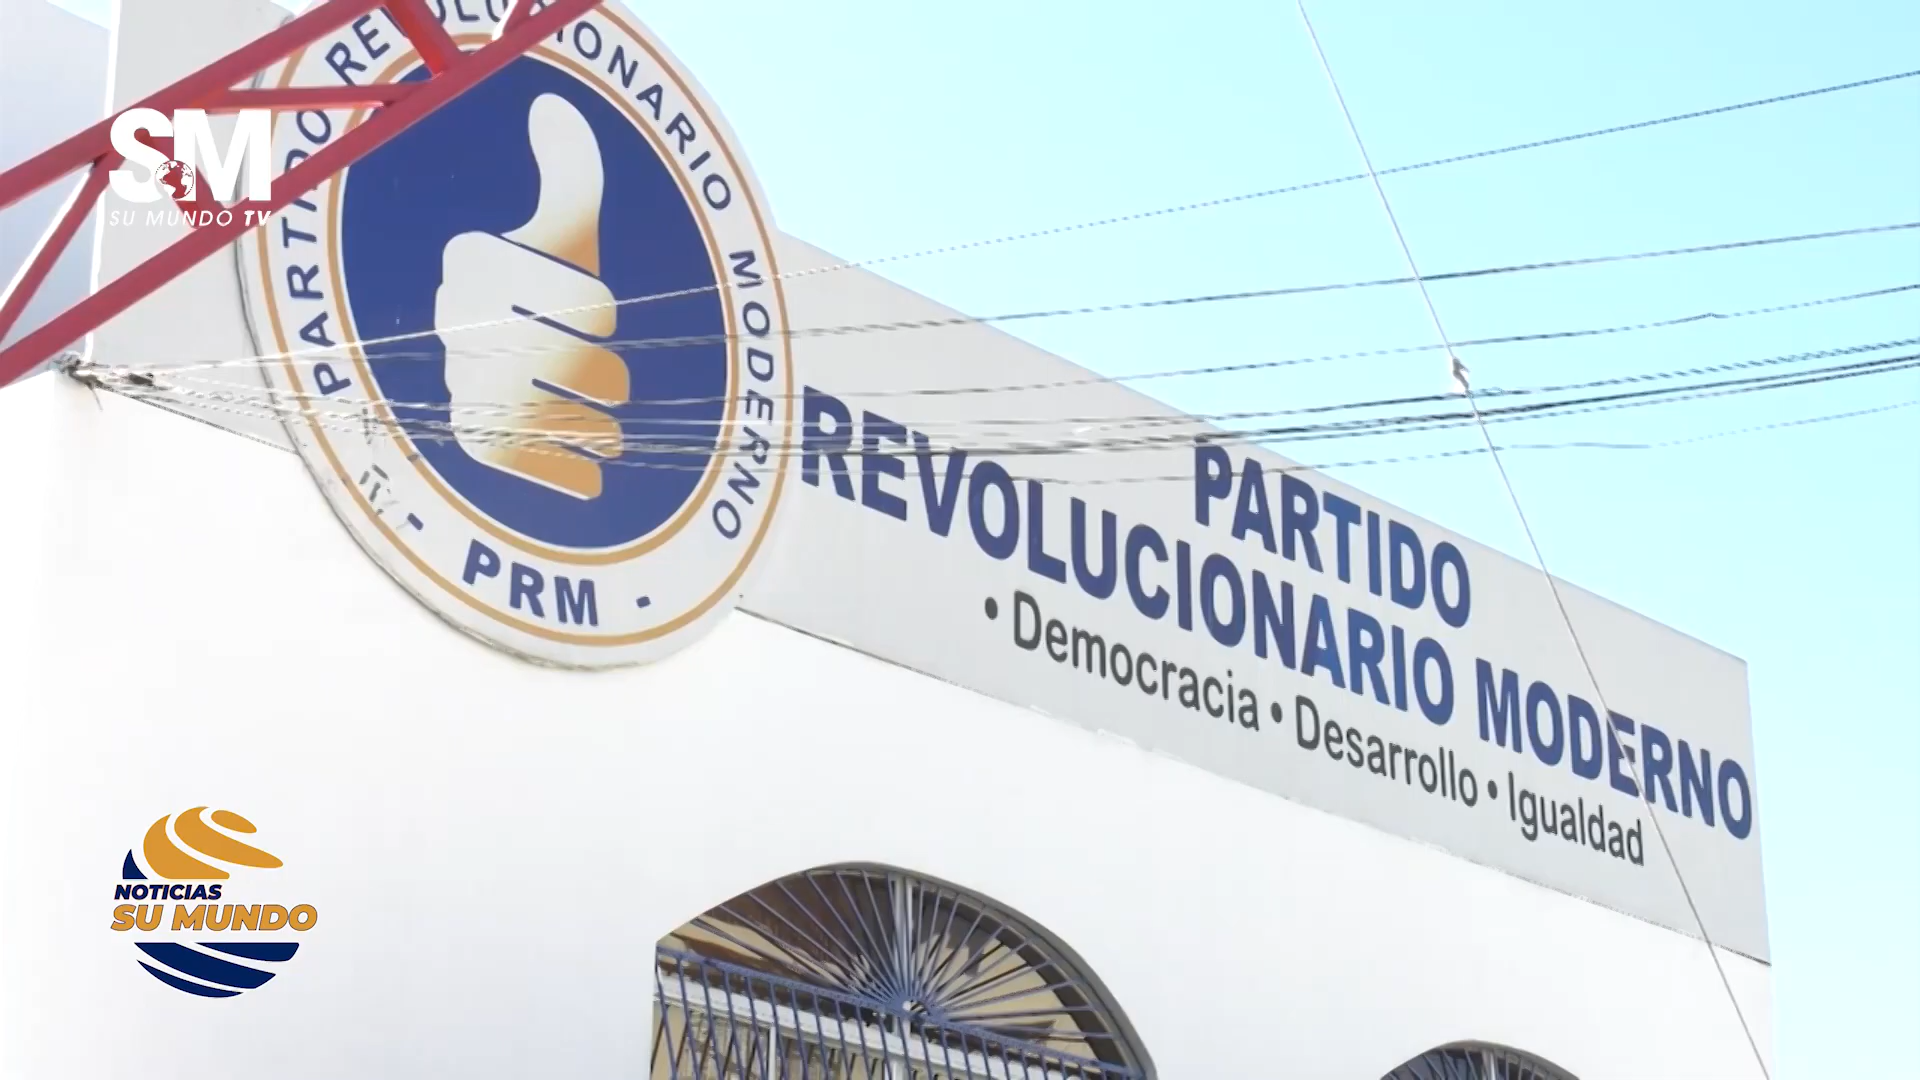 PARTIDO REVOLUCIONARIO MODERNO
- PRM -
SM
SU MUNDO TV
PARTIDO
REVOLUCIONARIO MODERNO
• Democracia • Desarrollo • Igualdad
NOTICIAS
SU MUNDO